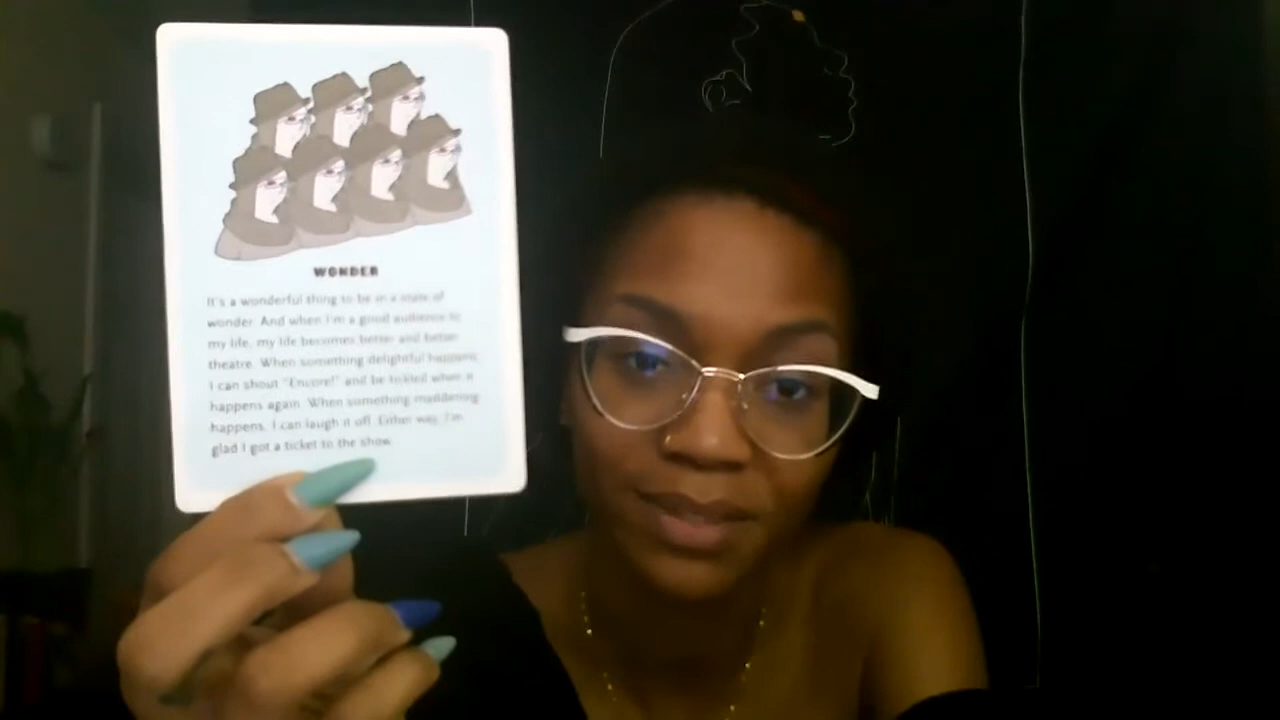 WONDER
It's a wonderful thing to be in a state of
wonder. And when I'm a good audience to
my life, my life becomes better and better
theatre. When something delightful happens,
I can shout "Encore!" and be tickled when it
happens again. When something maddening
happens, I can laugh it off. Either way, I'm
glad I got a ticket to the show.